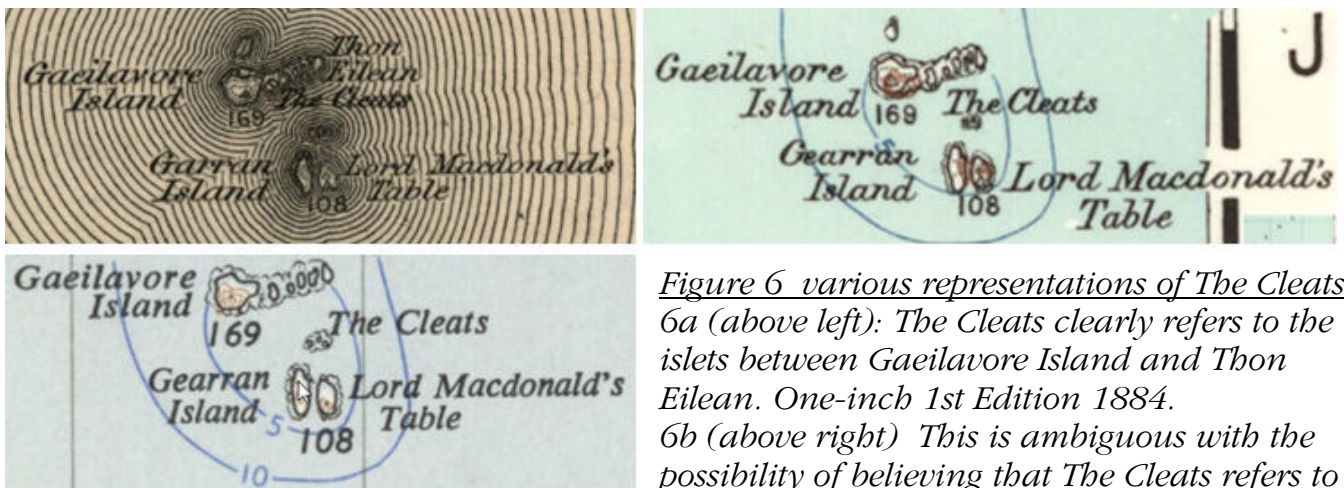 Thon
Gaeilavore Eilean
Island The Cleats
169
Garran Lord Macdonald's
Island Table
108
J
Gaeilavore
Island The Cleats
169
5
Gearran
Island Lord Macdonald's
108 Table
Gaeilavore
Island
169 The Cleats
Gearran Lord Macdonald's
Island Table
5
108
10
Figure 6 various representations of The Cleats
6a (above left): The Cleats clearly refers to the
islets between Gaeilavore Island and Thon
Eilean. One-inch 1st Edition 1884.
6b (above right) This is ambiguous with the
possibility of believing that The Cleats refers to